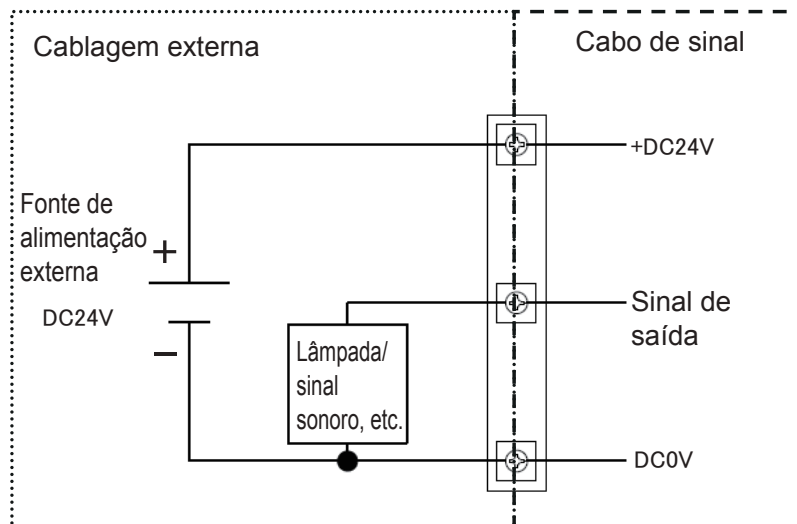 Cablagem externa
Cabo de sinal
+DC24V
Fonte de
alimentação
externa
+
DC24V
−
Lâmpada/
sinal
sonoro, etc.
Sinal de
saída
DC0V